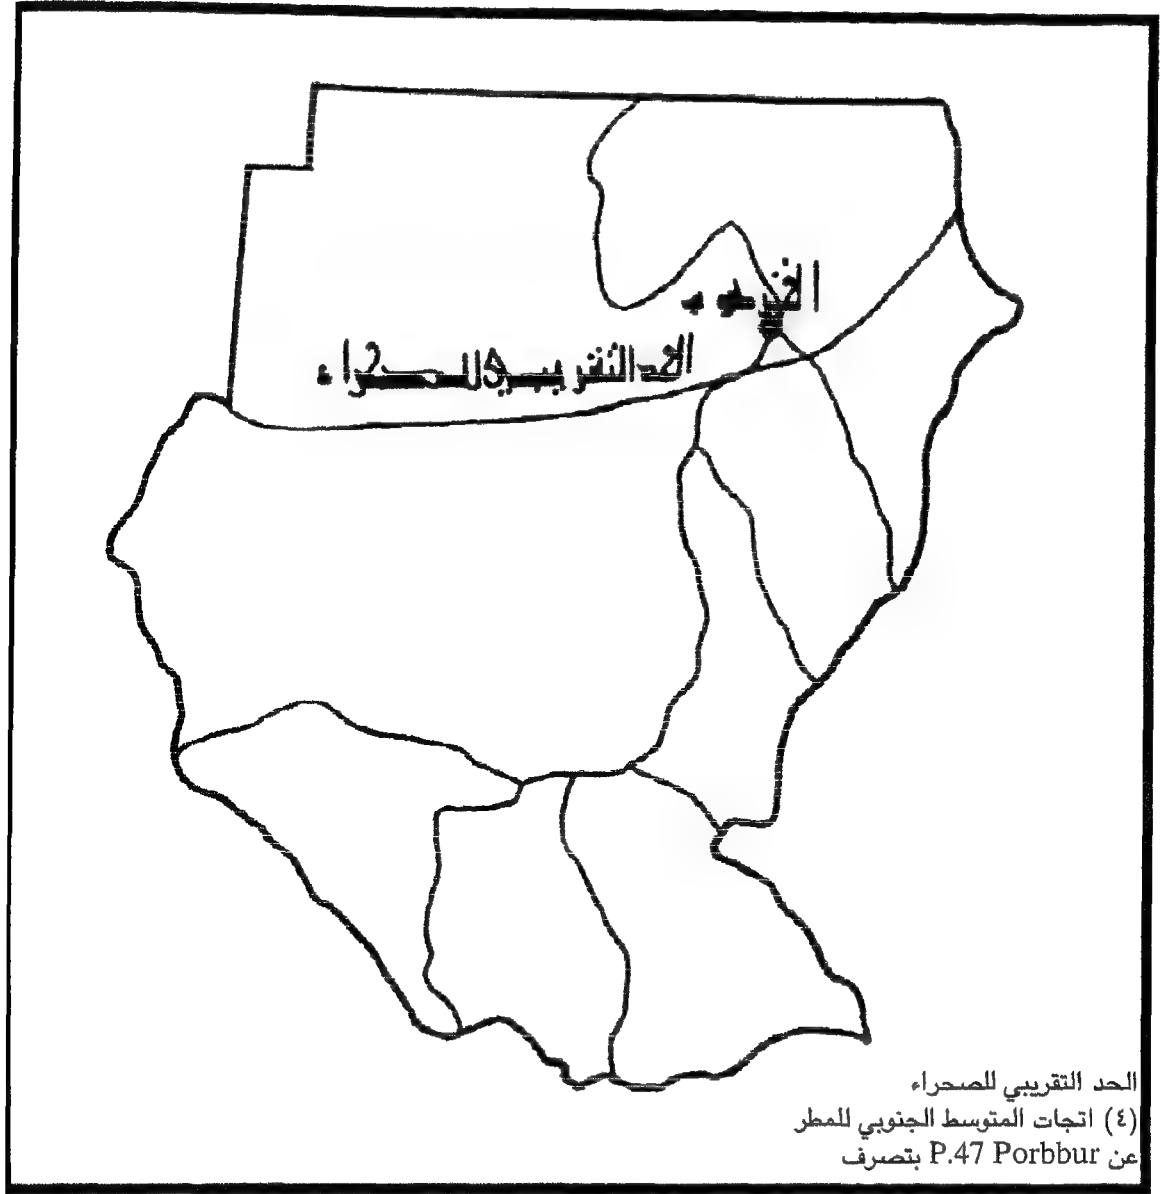 الخرطوم
الحد التقريبي للصحراء
الحد التقريبي للصحراء
(٤) اتجات المتوسط الجنوبي للمطر
عن P.47 Porbbur بتصرف